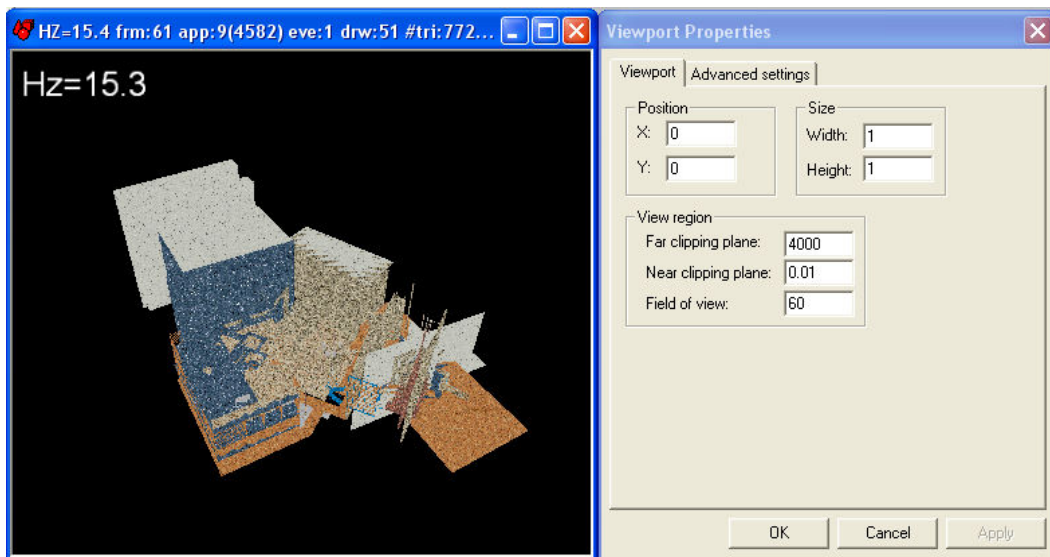 HZ=15.4 frm:61 app:9(4582) eve:1 drw:51 #tri:772...
Hz=15.3
Viewport Properties
Viewport Advanced settings
Position
X: 0
Y: 0
Size
Width: 1
Height: 1
View region
Far clipping plane: 4000
Near clipping plane: 0.01
Field of view: 60
OK Cancel Apply